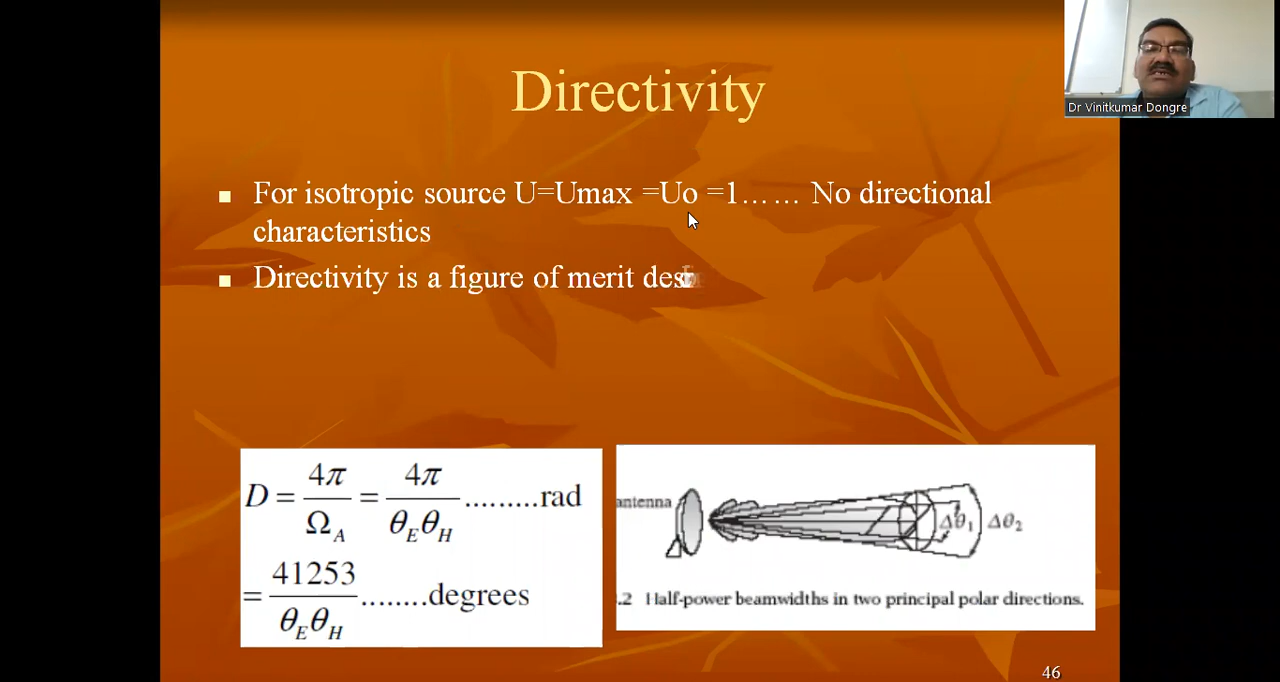 Directivity
Dr Vinitkumar Dongre
For isotropic source U=Umax =Uo =1…… No directional
characteristics
Directivity is a figure of merit des
D = 4π / Ω_A = 4π / θ_E θ_H .........rad
= 41253 / θ_E θ_H ........degrees
antenna
Δθ₁ Δθ₂
.2 Half-power beamwidths in two principal polar directions.
46